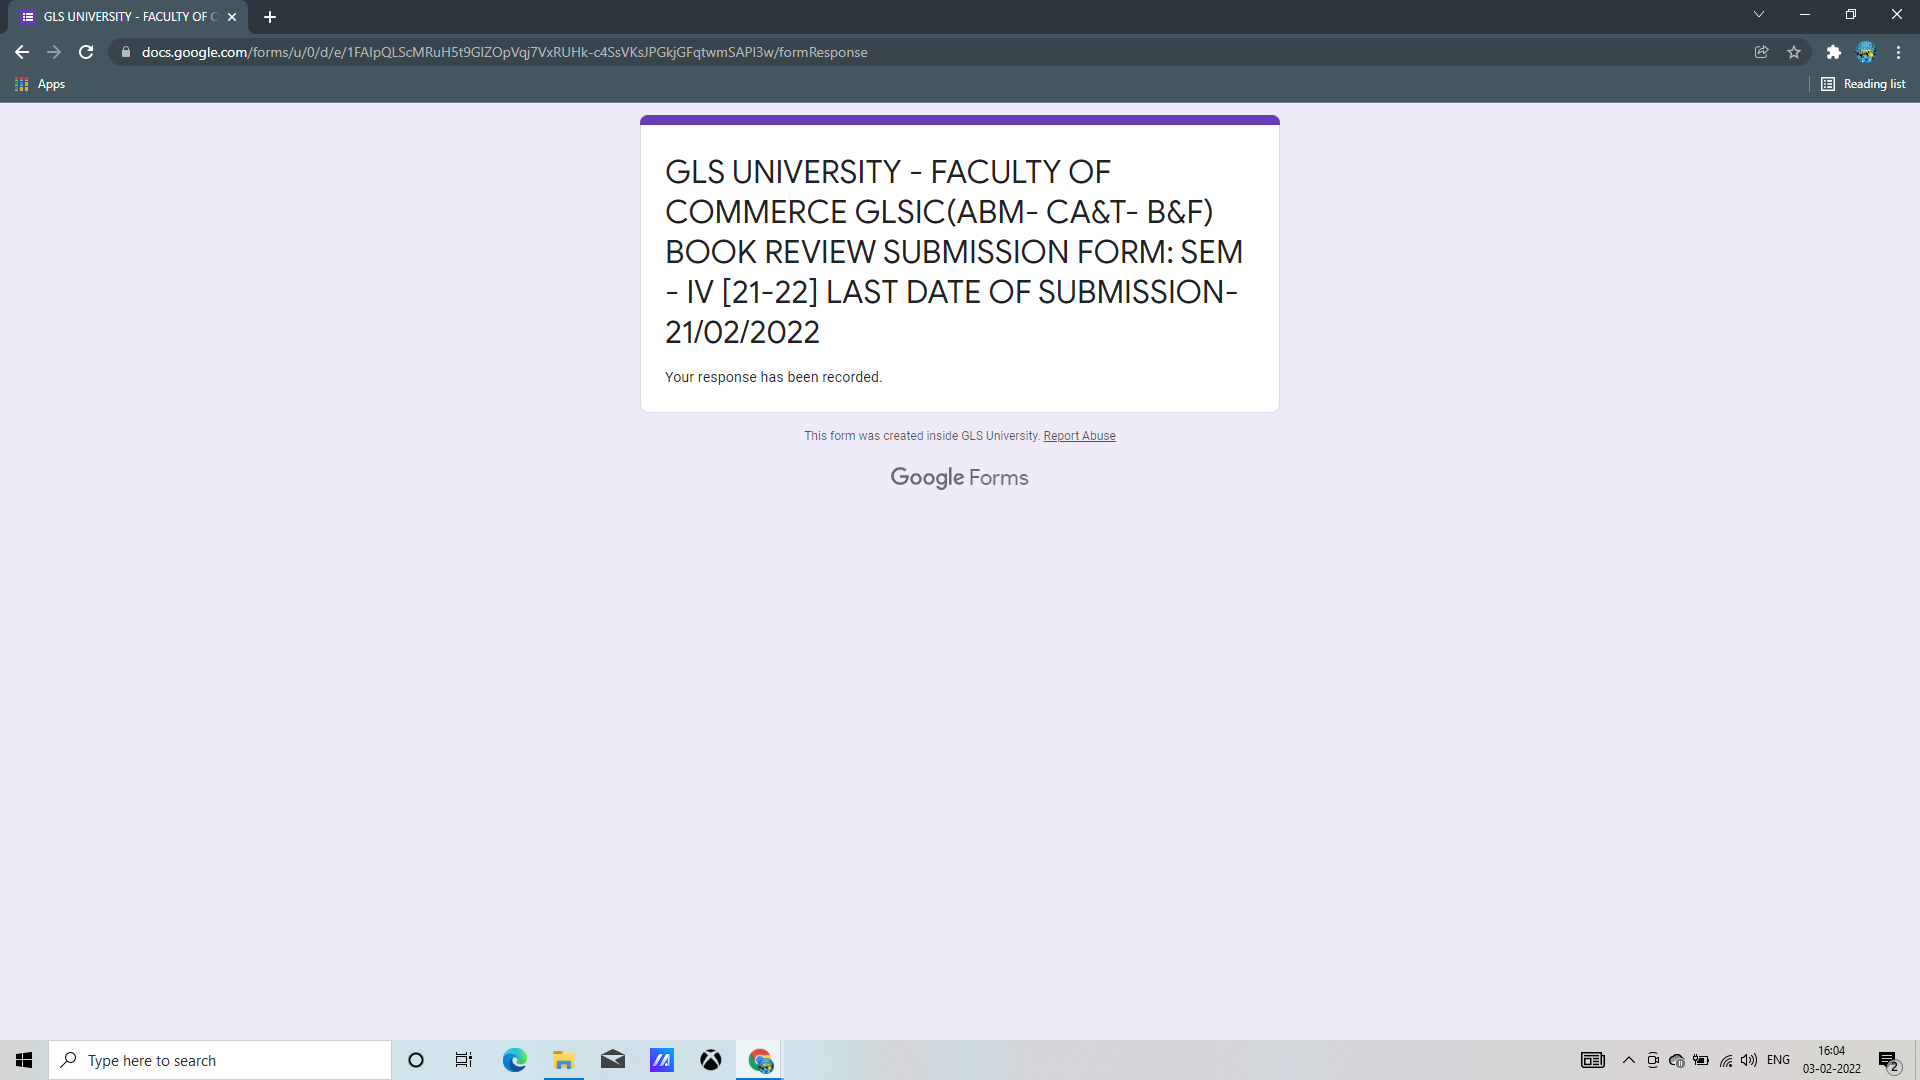 GLS UNIVERSITY - FACULTY OF C
docs.google.com/forms/u/0/d/e/1FAIpQLScMRuH5t9GIZOpVqj7VxRUHk-c4SsVKsJPGkjGFqtwmSAPI3w/formResponse
Apps
Reading list
GLS UNIVERSITY - FACULTY OF
COMMERCE GLSIC(ABM- CA&T- B&F)
BOOK REVIEW SUBMISSION FORM: SEM
- IV [21-22] LAST DATE OF SUBMISSION-
21/02/2022
Your response has been recorded.
This form was created inside GLS University. Report Abuse
Google Forms
Type here to search
ENG
16:04
03-02-2022
2